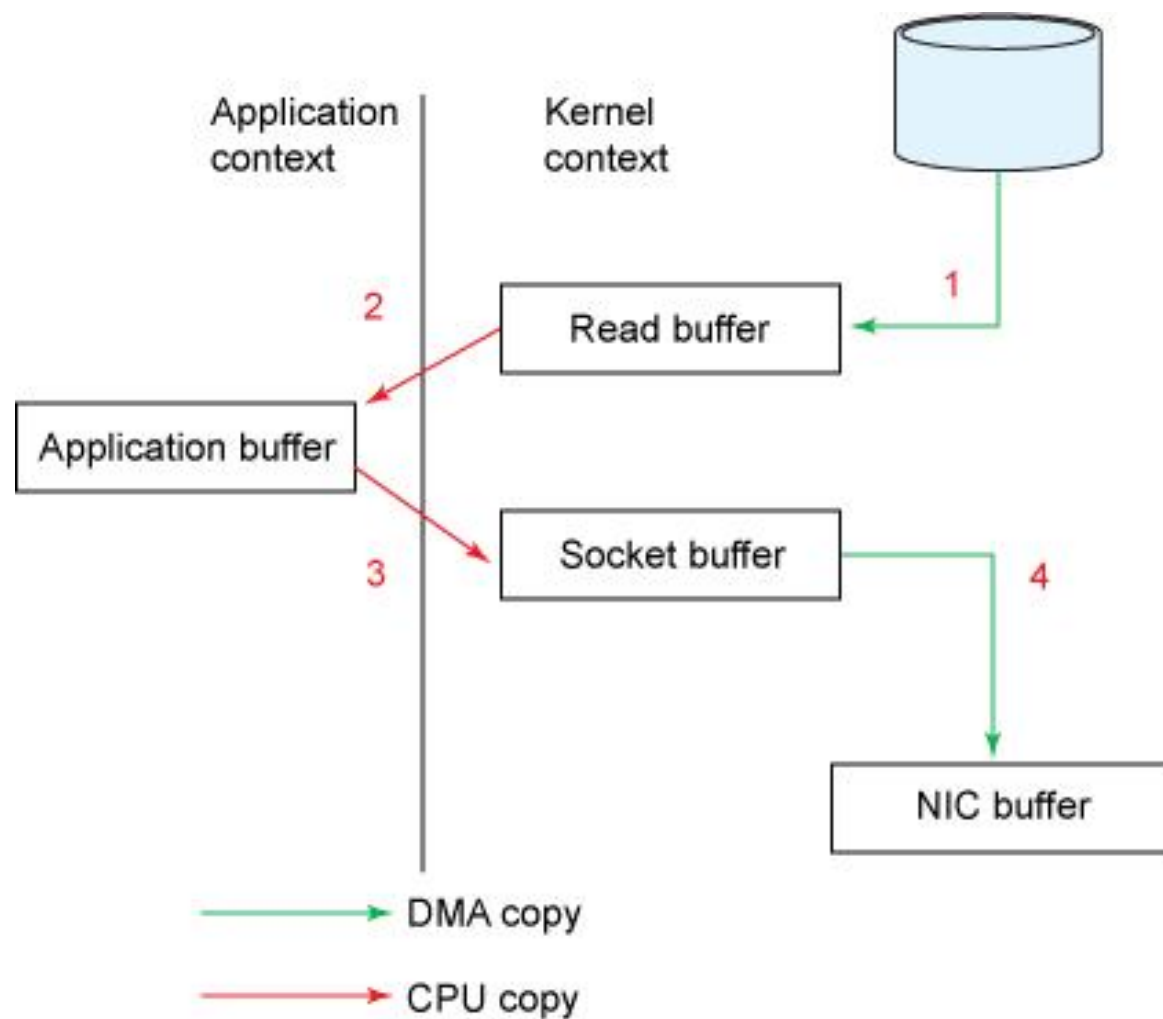 Application
context
Kernel
context
1
2
Read buffer
Application buffer
Socket buffer
3
4
NIC buffer
DMA copy
CPU copy